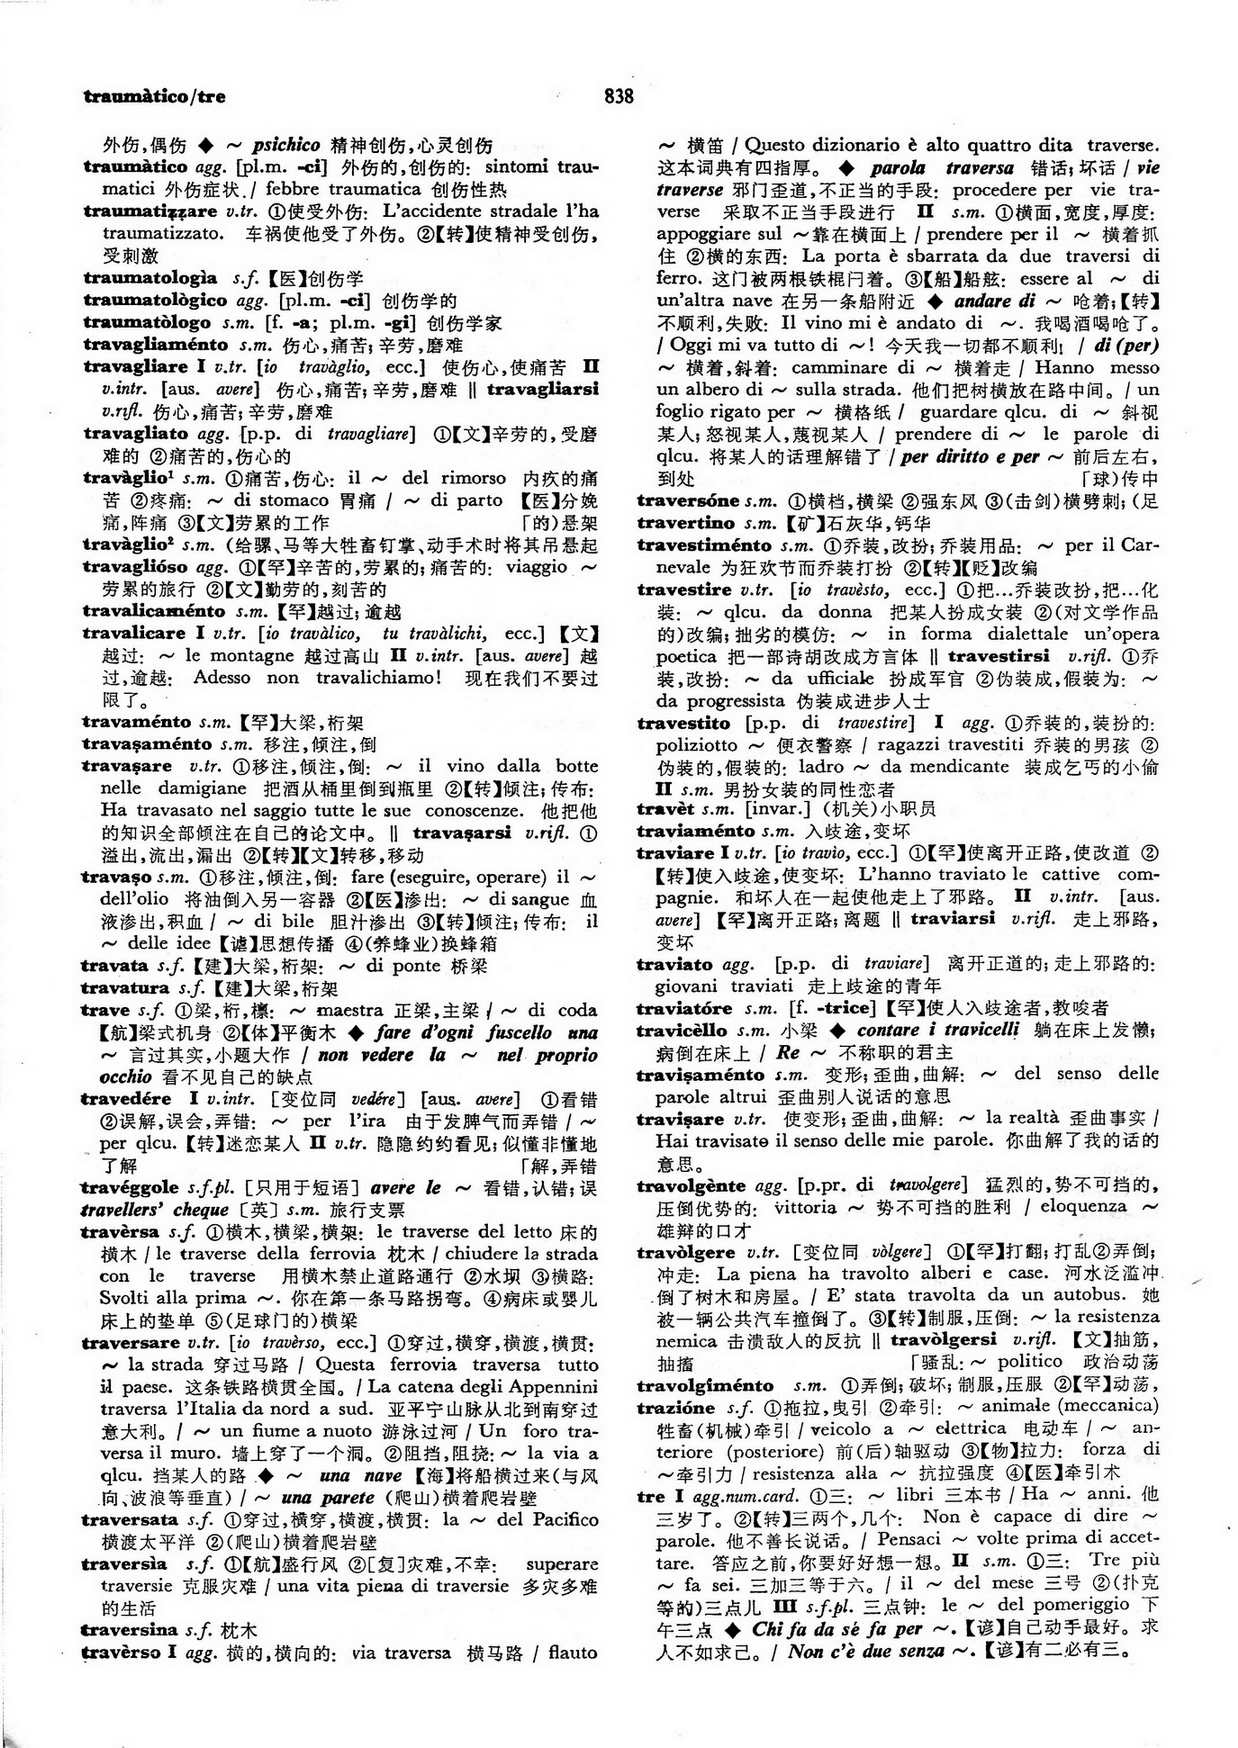 traumàtico/tre
838
外伤,偶伤 ◆ ～ psichico 精神创伤,心灵创伤
traumàtico agg. [pl.m. -ci] 外伤的,创伤的: sintomi trau-
matici 外伤症状./ febbre traumatica 创伤性热
traumatiẓẓare v.tr. ①使受外伤: L'accidente stradale l'ha
traumatizzato. 车祸使他受了外伤。②【转】使精神受创伤,
受刺激
traumatologìa s.f.【医】创伤学
traumatològico agg. [pl.m. -ci] 创伤学的
traumatòlogo s.m. [f. -a; pl.m. -gi] 创伤学家
travagliaménto s.m. 伤心,痛苦;辛劳,磨难
travagliare I v.tr. [io travàglio, ecc.] 使伤心,使痛苦 II
v.intr. [aus. avere] 伤心,痛苦;辛劳,磨难 ‖ travagliarsi
v.rifl. 伤心,痛苦;辛劳,磨难
travagliato agg. [p.p. di travagliare] ①【文】辛劳的,受磨
难的 ②痛苦的,伤心的
travàglio¹ s.m. ①痛苦,伤心: il ～ del rimorso 内疚的痛
苦 ②疼痛: ～ di stomaco 胃痛 / ～ di parto 【医】分娩
痛,阵痛 ③【文】劳累的工作 「的)悬架
travàglio² s.m. (给骡、马等大牲畜钉掌、动手术时将其吊悬起
travaglióso agg. ①【罕】辛苦的,劳累的;痛苦的: viaggio ～
劳累的旅行 ②【文】勤劳的,刻苦的
travalicaménto s.m.【罕】越过;逾越
travalicare I v.tr. [io travàlico, tu travàlichi, ecc.] 【文】
越过: ～ le montagne 越过高山 II v.intr. [aus. avere] 越
过,逾越: Adesso non travalichiamo! 现在我们不要过
限了。
travaménto s.m.【罕】大梁,桁架
travaṣaménto s.m. 移注,倾注,倒
travaṣare v.tr. ①移注,倾注,倒: ～ il vino dalla botte
nelle damigiane 把酒从桶里倒到瓶里 ②【转】倾注;传布:
Ha travasato nel saggio tutte le sue conoscenze. 他把他
的知识全部倾注在自己的论文中。‖ travaṣarsi v.rifl. ①
溢出,流出,漏出 ②【转】【文】转移,移动
travaṣo s.m. ①移注,倾注,倒: fare (eseguire, operare) il ～
dell'olio 将油倒入另一容器 ②【医】渗出: ～ di sangue 血
液渗出,积血 / ～ di bile 胆汁渗出 ③【转】倾注;传布: il
～ delle idee【谑】思想传播 ④(养蜂业)换蜂箱
travata s.f.【建】大梁,桁架: ～ di ponte 桥梁
travatura s.f.【建】大梁,桁架
trave s.f. ①梁,桁,檩: ～ maestra 正梁,主梁 / ～ di coda
【航】梁式机身 ②【体】平衡木 ◆ fare d'ogni fuscello una
～ 言过其实,小题大作 / non vedere la ～ nel proprio
occhio 看不见自己的缺点
travedére I v.intr. [变位同 vedére] [aus. avere] ①看错
②误解,误会,弄错: ～ per l'ira 由于发脾气而弄错 / ～
per qlcu.【转】迷恋某人 II v.tr. 隐隐约约看见;似懂非懂地
了解 「解,弄错
travéggole s.f.pl. [只用于短语] avere le ～ 看错,认错;误
travellers' cheque [英] s.m. 旅行支票
travèrsa s.f. ①横木,横梁,横架: le traverse del letto 床的
横木 / le traverse della ferrovia 枕木 / chiudere la strada
con le traverse 用横木禁止道路通行 ②水坝 ③横路:
Svolti alla prima ～. 你在第一条马路拐弯。④病床或婴儿
床上的垫单 ⑤(足球门的)横梁
traversare v.tr. [io travèrso, ecc.] ①穿过,横穿,横渡,横贯:
～ la strada 穿过马路 / Questa ferrovia traversa tutto
il paese. 这条铁路横贯全国。/ La catena degli Appennini
traversa l'Italia da nord a sud. 亚平宁山脉从北到南穿过
意大利。/ ～ un fiume a nuoto 游泳过河 / Un foro tra-
versa il muro. 墙上穿了一个洞。②阻挡,阻挠: ～ la via a
qlcu. 挡某人的路 ◆ ～ una nave【海】将船横过来(与风
向、波浪等垂直) / ～ una parete (爬山)横着爬岩壁
traversata s.f. ①穿过,横穿,横渡,横贯: la ～ del Pacifico
横渡太平洋 ②(爬山)横着爬岩壁
traversìa s.f. ①【航】盛行风 ②[复]灾难,不幸: superare
traversie 克服灾难 / una vita piena di traversie 多灾多难
的生活
traversina s.f. 枕木
travèrso I agg. 横的,横向的: via traversa 横马路 / flauto
～ 横笛 / Questo dizionario è alto quattro dita traverse.
这本词典有四指厚。 ◆ parola traversa 错话;坏话 / vie
traverse 邪门歪道,不正当的手段: procedere per vie tra-
verse 采取不正当手段进行 II s.m. ①横面,宽度,厚度:
appoggiare sul ～靠在横面上 / prendere per il ～ 横着抓
住 ②横的东西: La porta è sbarrata da due traversi di
ferro. 这门被两根铁棍闩着。③【船】船舷: essere al ～ di
un'altra nave 在另一条船附近 ◆ andare di ～ 呛着;【转】
不顺利,失败: Il vino mi è andato di ～. 我喝酒喝呛了。
/ Oggi mi va tutto di ～! 今天我一切都不顺利! / di (per)
～ 横着,斜着: camminare di ～ 横着走 / Hanno messo
un albero di ～ sulla strada. 他们把树横放在路中间。/ un
foglio rigato per ～ 横格纸 / guardare qlcu. di ～ 斜视
某人;怒视某人,蔑视某人 / prendere di ～ le parole di
qlcu. 将某人的话理解错了 / per diritto e per ～ 前后左右,
到处 「球)传中
traversóne s.m. ①横档,横梁 ②强东风 ③(击剑)横劈刺;(足
travertino s.m.【矿】石灰华,钙华
travestiménto s.m. ①乔装,改扮;乔装用品: ～ per il Car-
nevale 为狂欢节而乔装打扮 ②【转】【贬】改编
travestire v.tr. [io travèsto, ecc.] ①把…乔装改扮,把…化
装: ～ qlcu. da donna 把某人扮成女装 ②(对文学作品
的)改编;拙劣的模仿: ～ in forma dialettale un'opera
poetica 把一部诗胡改成方言体 ‖ travestirsi v.rifl. ①乔
装,改扮: ～ da ufficiale 扮成军官 ②伪装成,假装为: ～
da progressista 伪装成进步人士
travestito [p.p. di travestire] I agg. ①乔装的,装扮的:
poliziotto ～ 便衣警察 / ragazzi travestiti 乔装的男孩 ②
伪装的,假装的: ladro ～ da mendicante 装成乞丐的小偷
II s.m. 男扮女装的同性恋者
travèt s.m. [invar.] (机关)小职员
traviaménto s.m. 入歧途,变坏
traviare I v.tr. [io travìo, ecc.] ①【罕】使离开正路,使改道 ②
【转】使入歧途,使变坏: L'hanno traviato le cattive com-
pagnie. 和坏人在一起使他走上了邪路。 II v.intr. [aus.
avere] 【罕】离开正路;离题 ‖ traviarsi v.rifl. 走上邪路,
变坏
traviato agg. [p.p. di traviare] 离开正道的;走上邪路的:
giovani traviati 走上歧途的青年
traviatóre s.m. [f. -trice]【罕】使人入歧途者,教唆者
travicèllo s.m. 小梁 ◆ contare i travicelli 躺在床上发懒;
病倒在床上 / Re ～ 不称职的君主
traviṣaménto s.m. 变形;歪曲,曲解: ～ del senso delle
parole altrui 歪曲别人说话的意思
traviṣare v.tr. 使变形;歪曲,曲解: ～ la realtà 歪曲事实 /
Hai travisato il senso delle mie parole. 你曲解了我的话的
意思。
travolgènte agg. [p.pr. di travolgere] 猛烈的,势不可挡的,
压倒优势的: vittoria ～ 势不可挡的胜利 / eloquenza ～
雄辩的口才
travòlgere v.tr. [变位同 vòlgere] ①【罕】打翻;打乱②弄倒;
冲走: La piena ha travolto alberi e case. 河水泛滥冲
倒了树木和房屋。/ E' stata travolta da un autobus. 她
被一辆公共汽车撞倒了。③【转】制服,压倒: ～ la resistenza
nemica 击溃敌人的反抗 ‖ travòlgersi v.rifl. 【文】抽筋,
抽搐 「骚乱: ～ politico 政治动荡
travolgiménto s.m. ①弄倒;破坏;制服,压服 ②【罕】动荡,
trazióne s.f. ①拖拉,曳引 ②牵引: ～ animale (meccanica)
牲畜(机械)牵引 / veicolo a ～ elettrica 电动车 / ～ an-
teriore (posteriore) 前(后)轴驱动 ③【物】拉力: forza di
～牵引力 / resistenza alla ～ 抗拉强度 ④【医】牵引术
tre I agg.num.card. ①三: ～ libri 三本书 / Ha ～ anni. 他
三岁了。②【转】三两个,几个: Non è capace di dire ～
parole. 他不善长说话。/ Pensaci ～ volte prima di accet-
tare. 答应之前,你要好好想一想。II s.m. ①三: Tre più
～ fa sei. 三加三等于六。/ il ～ del mese 三号 ②(扑克
等的)三点儿 III s.f.pl. 三点钟: le ～ del pomeriggio 下
午三点 ◆ Chi fa da sé fa per ～.【谚】自己动手最好。求
人不如求己。/ Non c'è due senza ～.【谚】有二必有三。